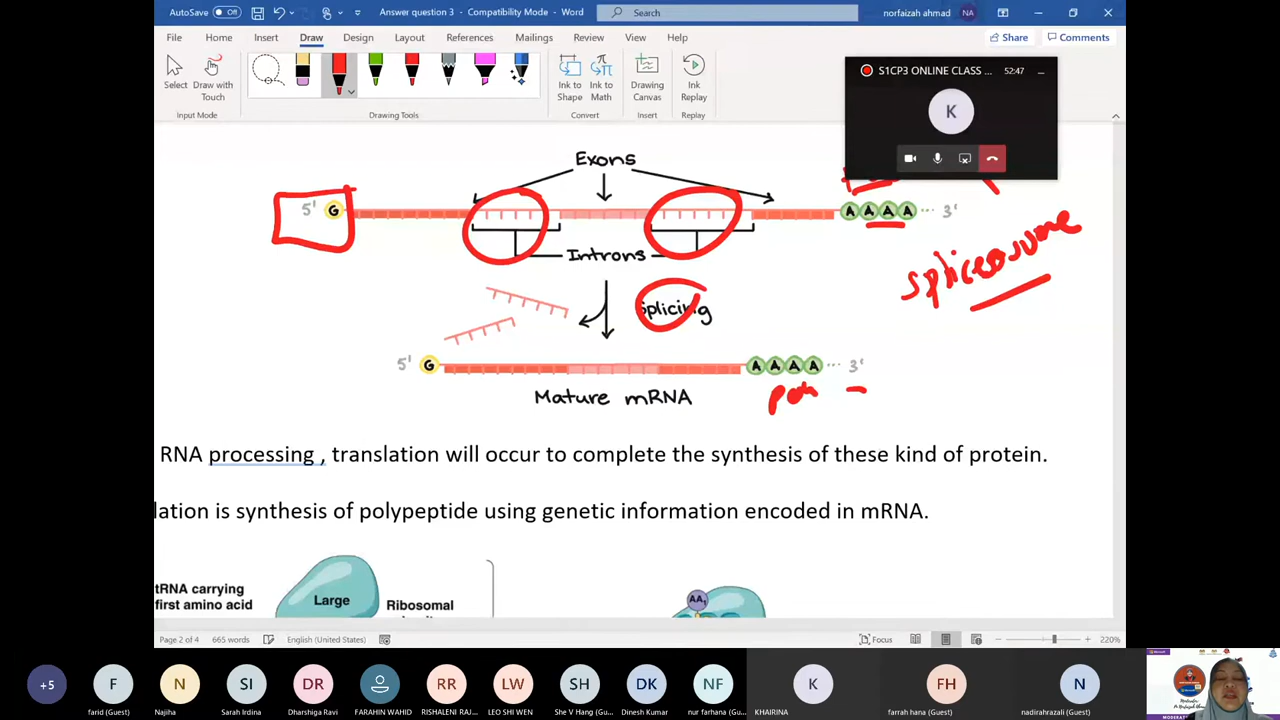 AutoSave Off Answer question 3 - Compatibility Mode - Word Search norfaizah ahmad NA
File Home Insert Draw Design Layout References Mailings Review View Help Share Comments
Select Draw with Touch Ink to Shape Ink to Math Drawing Canvas Ink Replay
Input Mode Drawing Tools Convert Insert Replay
S1CP3 ONLINE CLASS ... 52:47
K
Exons
5' G A A A A ... 3'
Introns
spliceosome
Splicing
5' G A A A A ... 3'
Mature mRNA
RNA processing , translation will occur to complete the synthesis of these kind of protein.
lation is synthesis of polypeptide using genetic information encoded in mRNA.
tRNA carrying
first amino acid
Large
Ribosomal
AA1
Page 2 of 4 665 words English (United States) Focus 220%
+5 F N SI DR RR LW SH DK NF K FH N
farid (Guest) Najiha Sarah Irdina Dharshiga Ravi FARAHIN WAHID RISHALENI RAJ... LEO SHI WEN She V Hang (Gu... Dinesh Kumar nur farhana (Gu... KHAIRINA farrah hana (Guest) nadirahrazali (Guest)